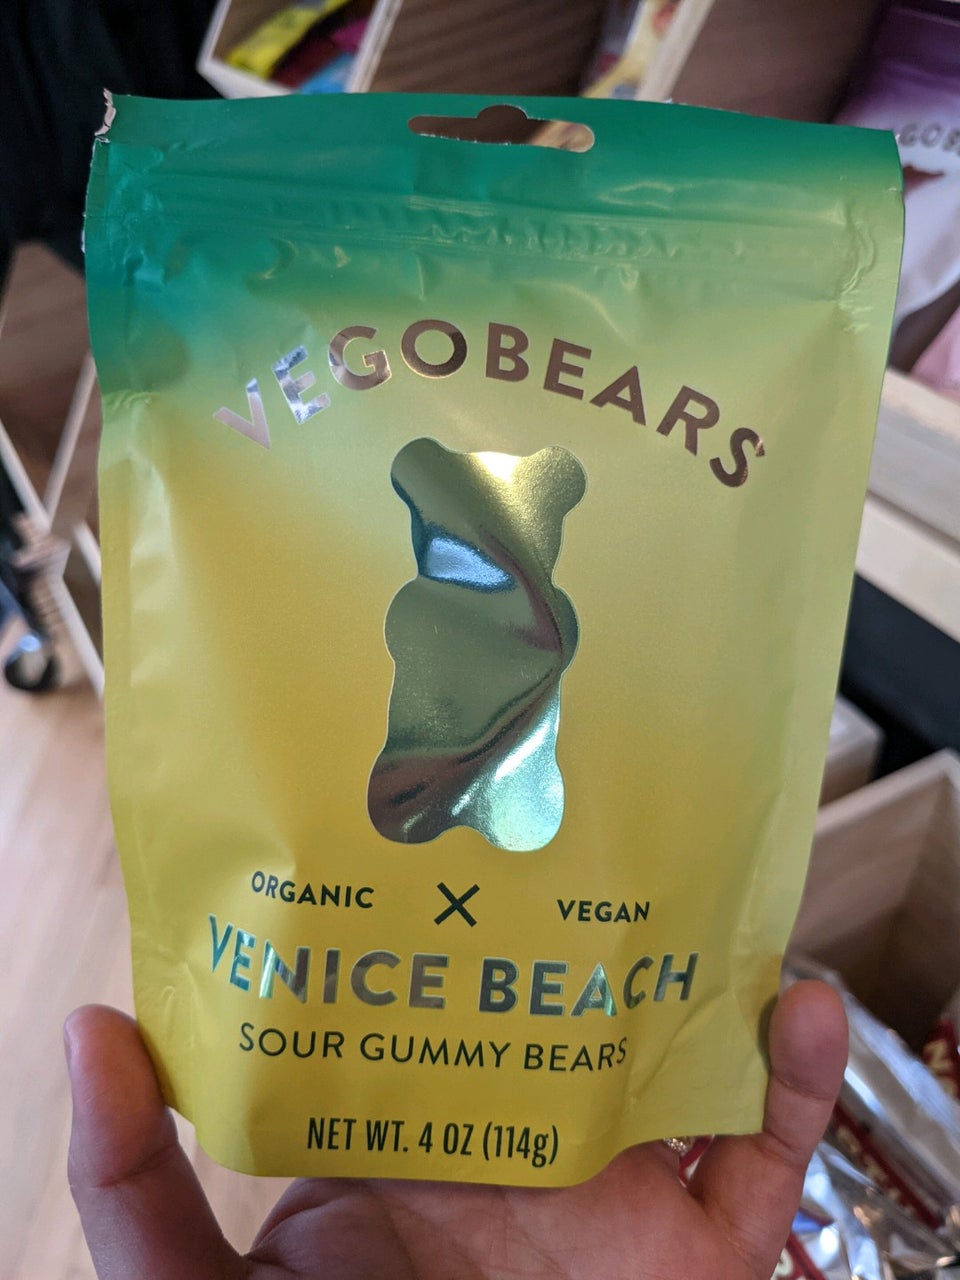 VEGOBEARS
ORGANIC X VEGAN
VENICE BEACH
SOUR GUMMY BEARS
NET WT. 4 OZ (114g)